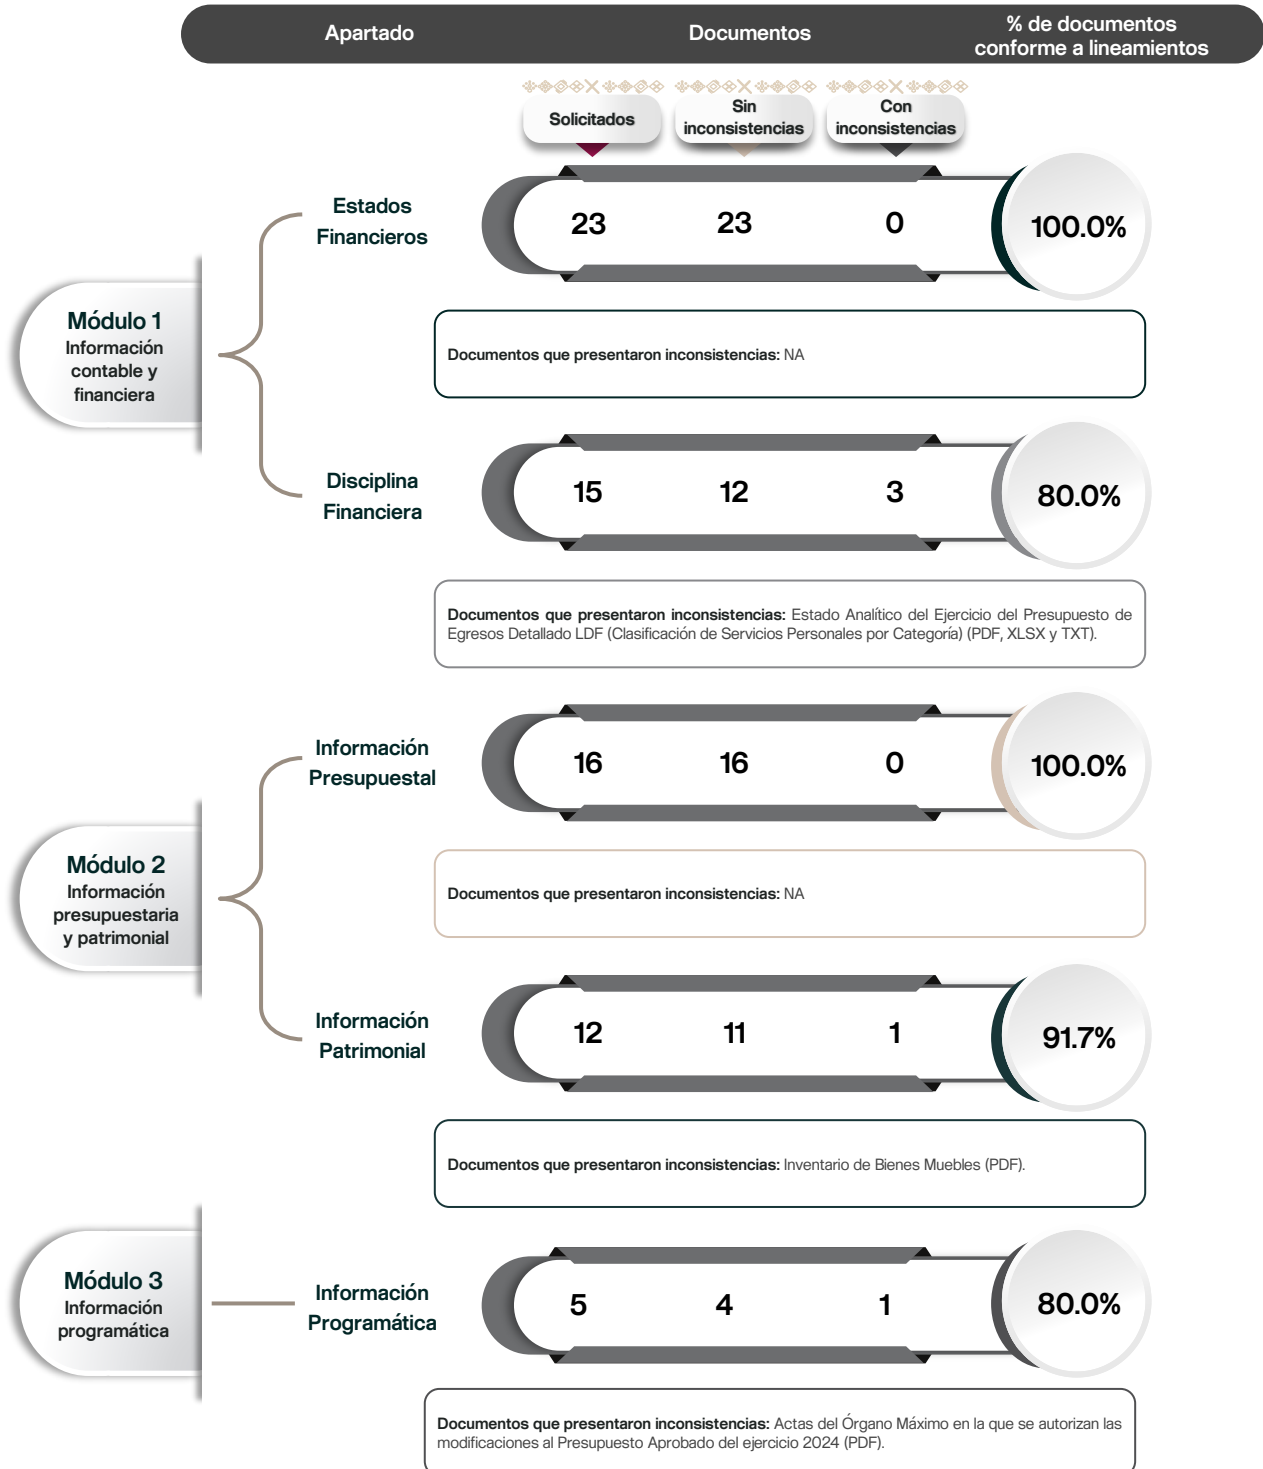 Apartado
Documentos
% de documentos
conforme a lineamientos
Solicitados
Sin
inconsistencias
Con
inconsistencias
Módulo 1
Información
contable y
financiera
Estados
Financieros
23
23
0
100.0%
Documentos que presentaron inconsistencias: NA
Disciplina
Financiera
15
12
3
80.0%
Documentos que presentaron inconsistencias: Estado Analítico del Ejercicio del Presupuesto de
Egresos Detallado LDF (Clasificación de Servicios Personales por Categoría) (PDF, XLSX y TXT).
Módulo 2
Información
presupuestaria
y patrimonial
Información
Presupuestal
16
16
0
100.0%
Documentos que presentaron inconsistencias: NA
Información
Patrimonial
12
11
1
91.7%
Documentos que presentaron inconsistencias: Inventario de Bienes Muebles (PDF).
Módulo 3
Información
programática
Información
Programática
5
4
1
80.0%
Documentos que presentaron inconsistencias: Actas del Órgano Máximo en la que se autorizan las
modificaciones al Presupuesto Aprobado del ejercicio 2024 (PDF).